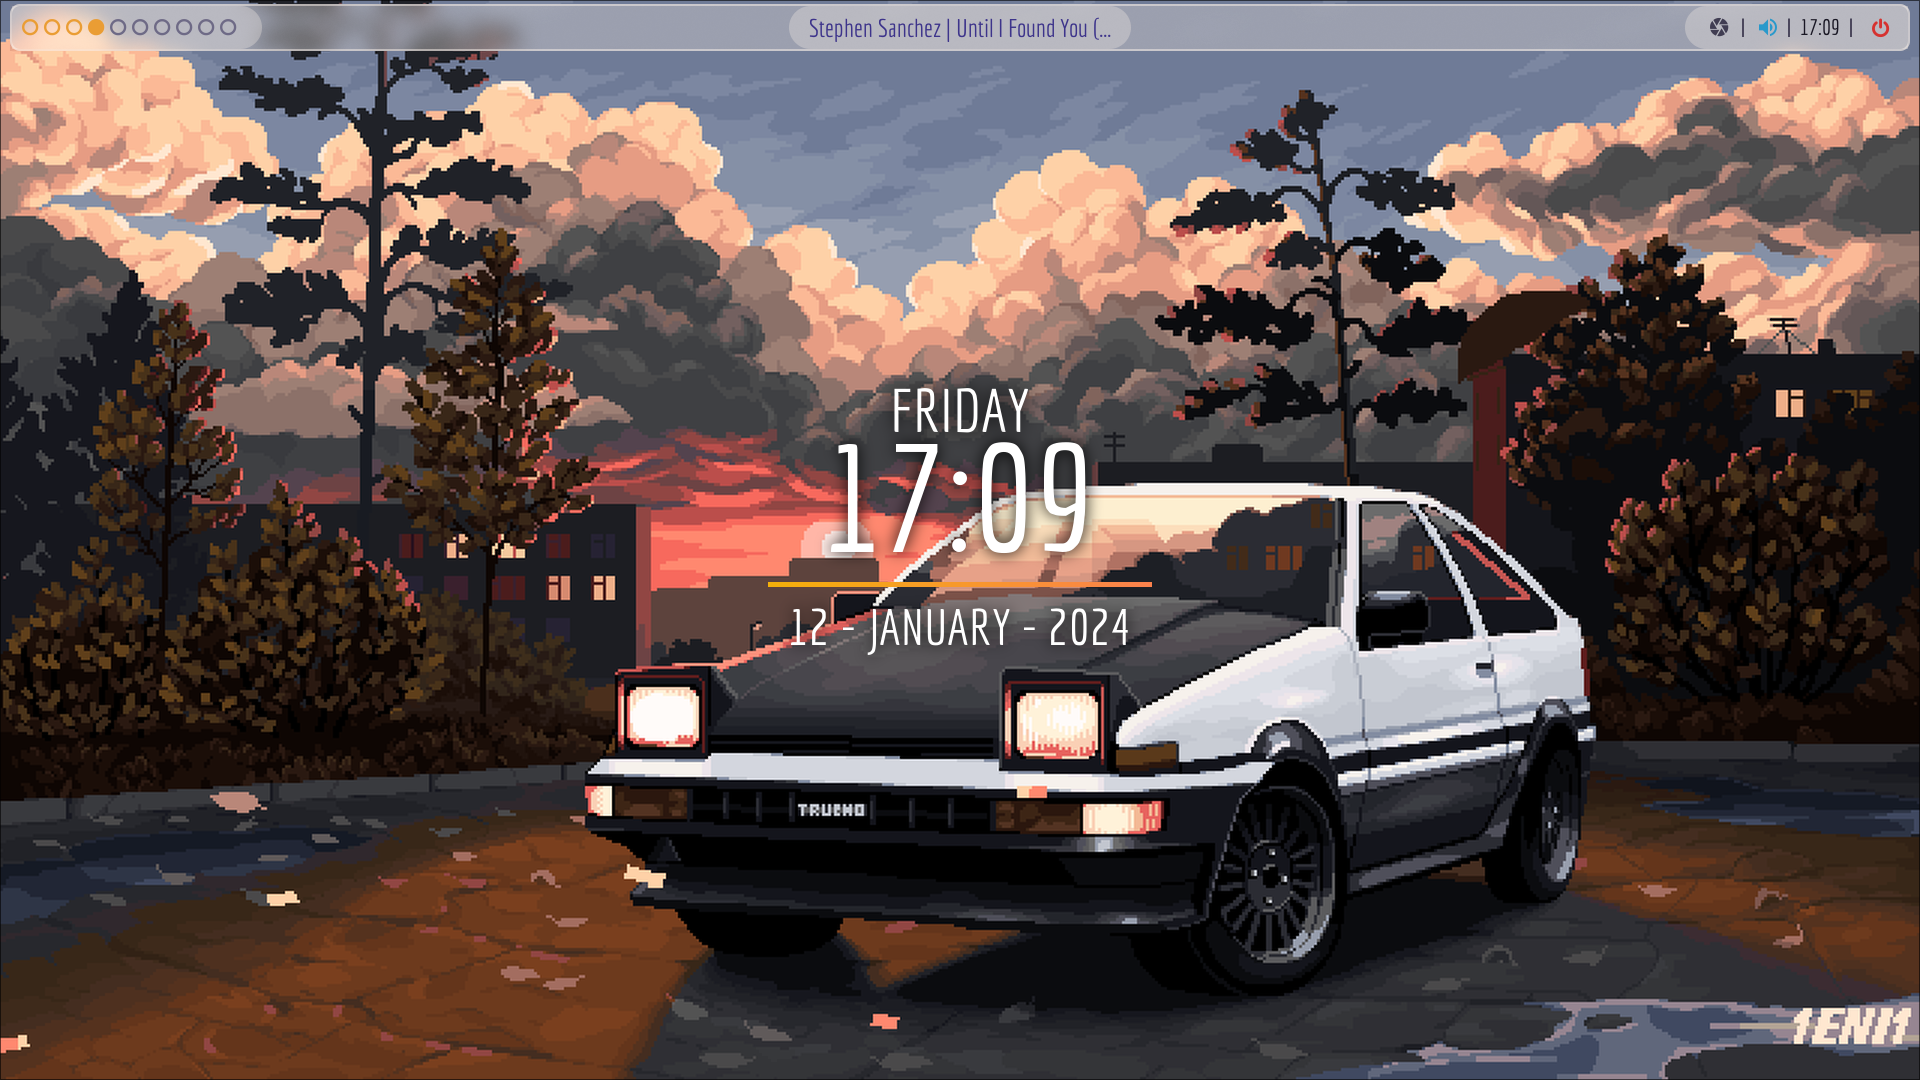 Stephen Sanchez | Until I Found You (...
| | 17:09 |
FRIDAY
17:09
12 - JANUARY - 2024
TRUENO
1ENI1